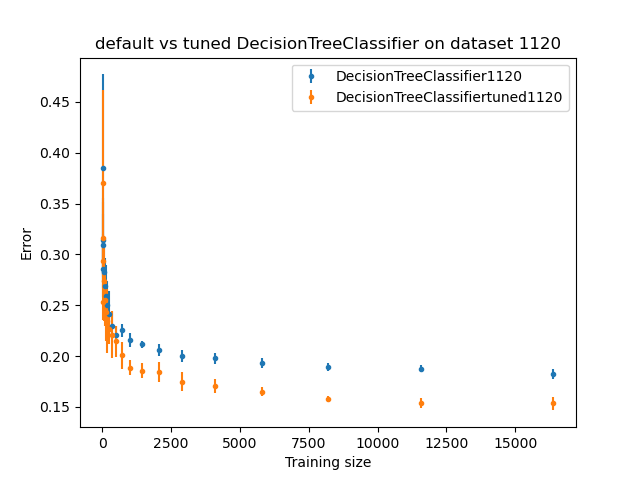 default vs tuned DecisionTreeClassifier on dataset 1120
DecisionTreeClassifier1120
DecisionTreeClassifiertuned1120
Error
0.45
0.40
0.35
0.30
0.25
0.20
0.15
0 2500 5000 7500 10000 12500 15000
Training size